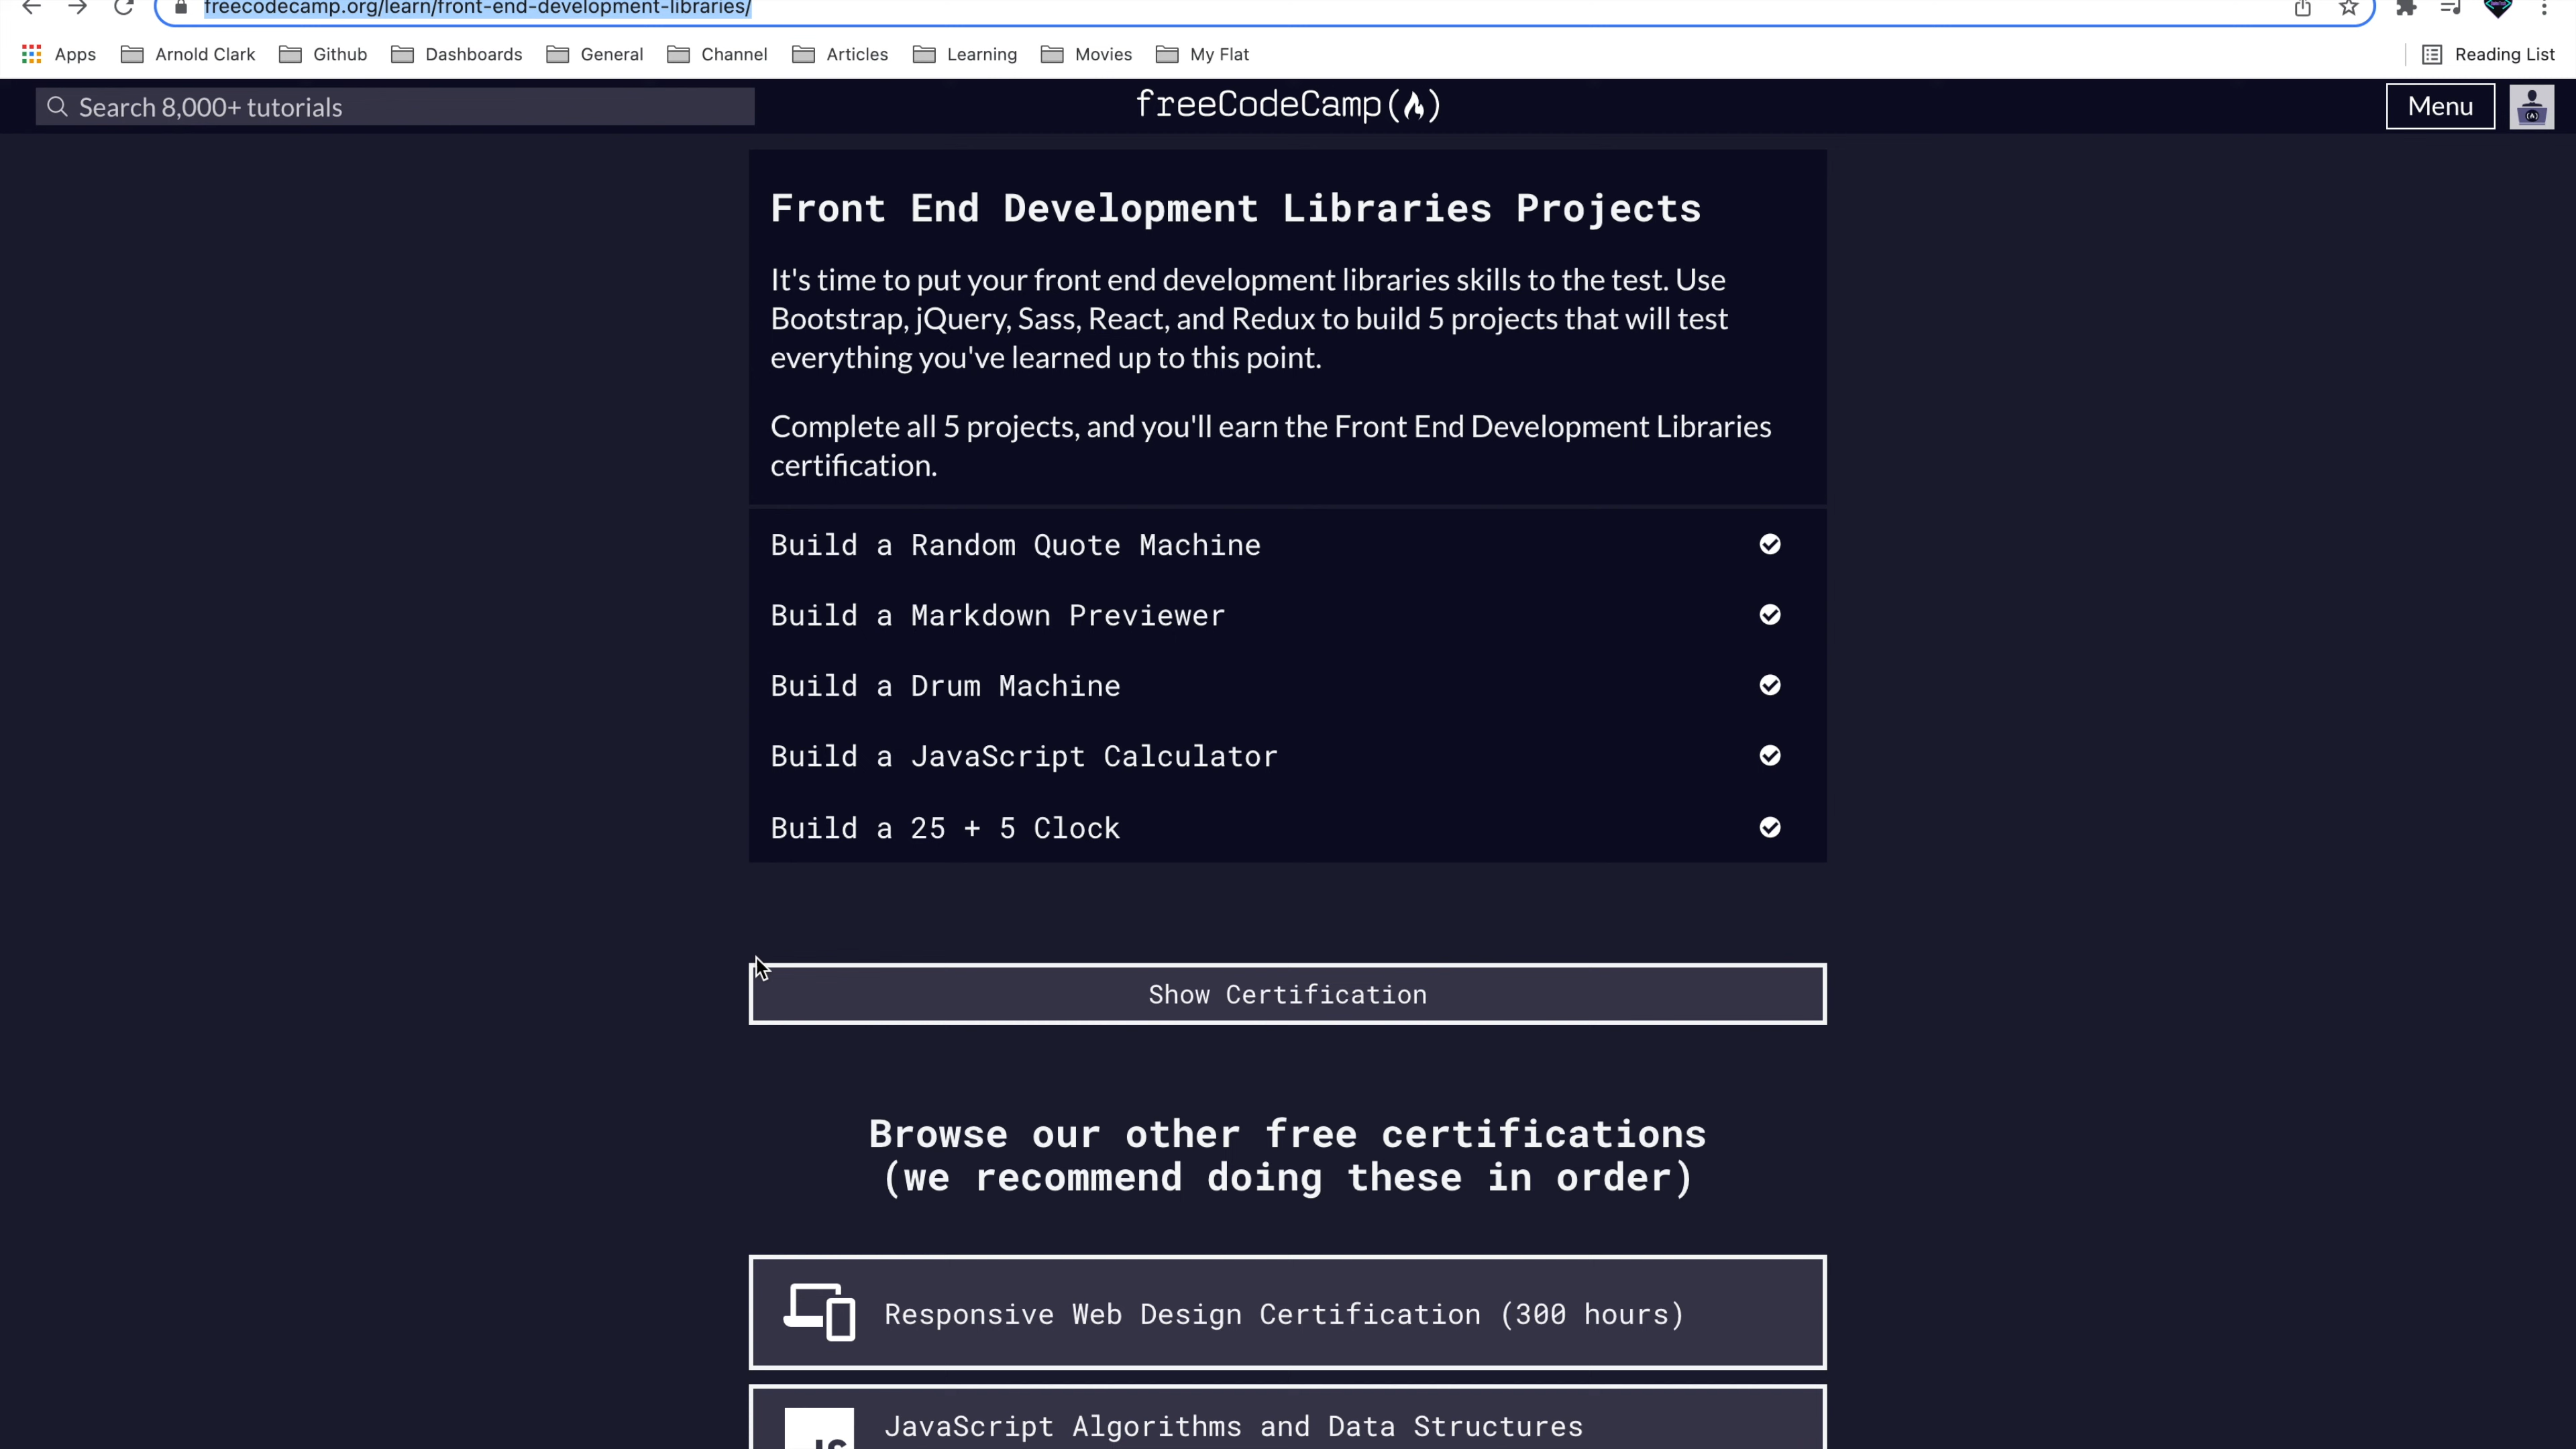 freecodecamp.org/learn/front-end-development-libraries/
Apps Arnold Clark Github Dashboards General Channel Articles Learning Movies My Flat Reading List
Search 8,000+ tutorials freeCodeCamp Menu
Front End Development Libraries Projects
It's time to put your front end development libraries skills to the test. Use
Bootstrap, jQuery, Sass, React, and Redux to build 5 projects that will test
everything you've learned up to this point.
Complete all 5 projects, and you'll earn the Front End Development Libraries
certification.
Build a Random Quote Machine
Build a Markdown Previewer
Build a Drum Machine
Build a JavaScript Calculator
Build a 25 + 5 Clock
Show Certification
Browse our other free certifications
(we recommend doing these in order)
Responsive Web Design Certification (300 hours)
JavaScript Algorithms and Data Structures
JS